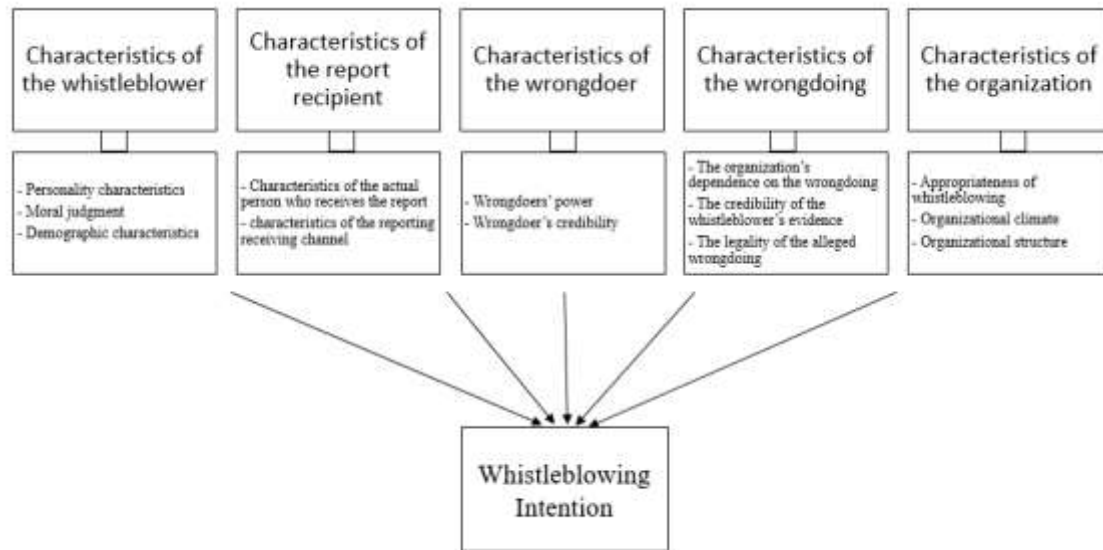 Characteristics of
the whistleblower
Characteristics of
the report
recipient
Characteristics of
the wrongdoer
Characteristics of
the wrongdoing
Characteristics of
the organization
- Personality characteristics
- Moral judgment
- Demographic characteristics
- Characteristics of the actual
person who receives the report
- characteristics of the reporting
receiving channel
- Wrongdoers' power
- Wrongdoer's credibility
- The organization's
dependence on the wrongdoing
- The credibility of the
whistleblower's evidence
- The legality of the alleged
wrongdoing
- Appropriateness of
whistleblowing
- Organizational climate
- Organizational structure
Whistleblowing
Intention